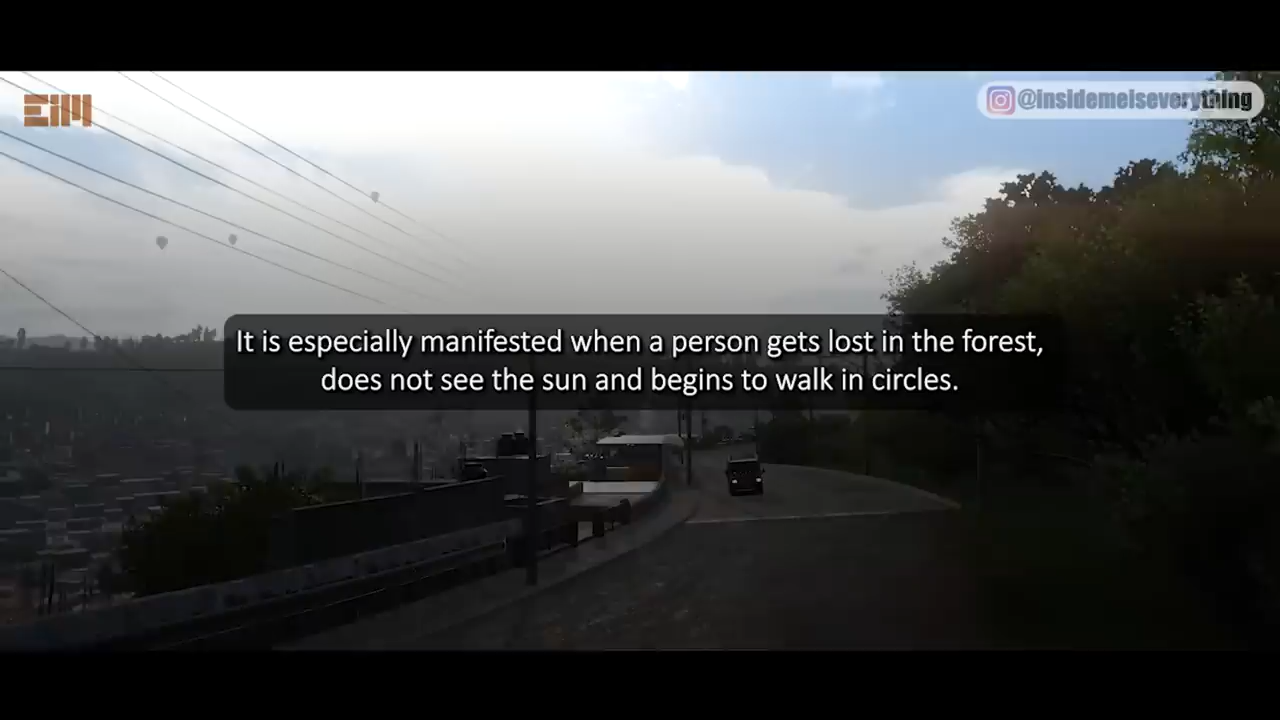 EIM
@insidemeiseverything
It is especially manifested when a person gets lost in the forest,
does not see the sun and begins to walk in circles.